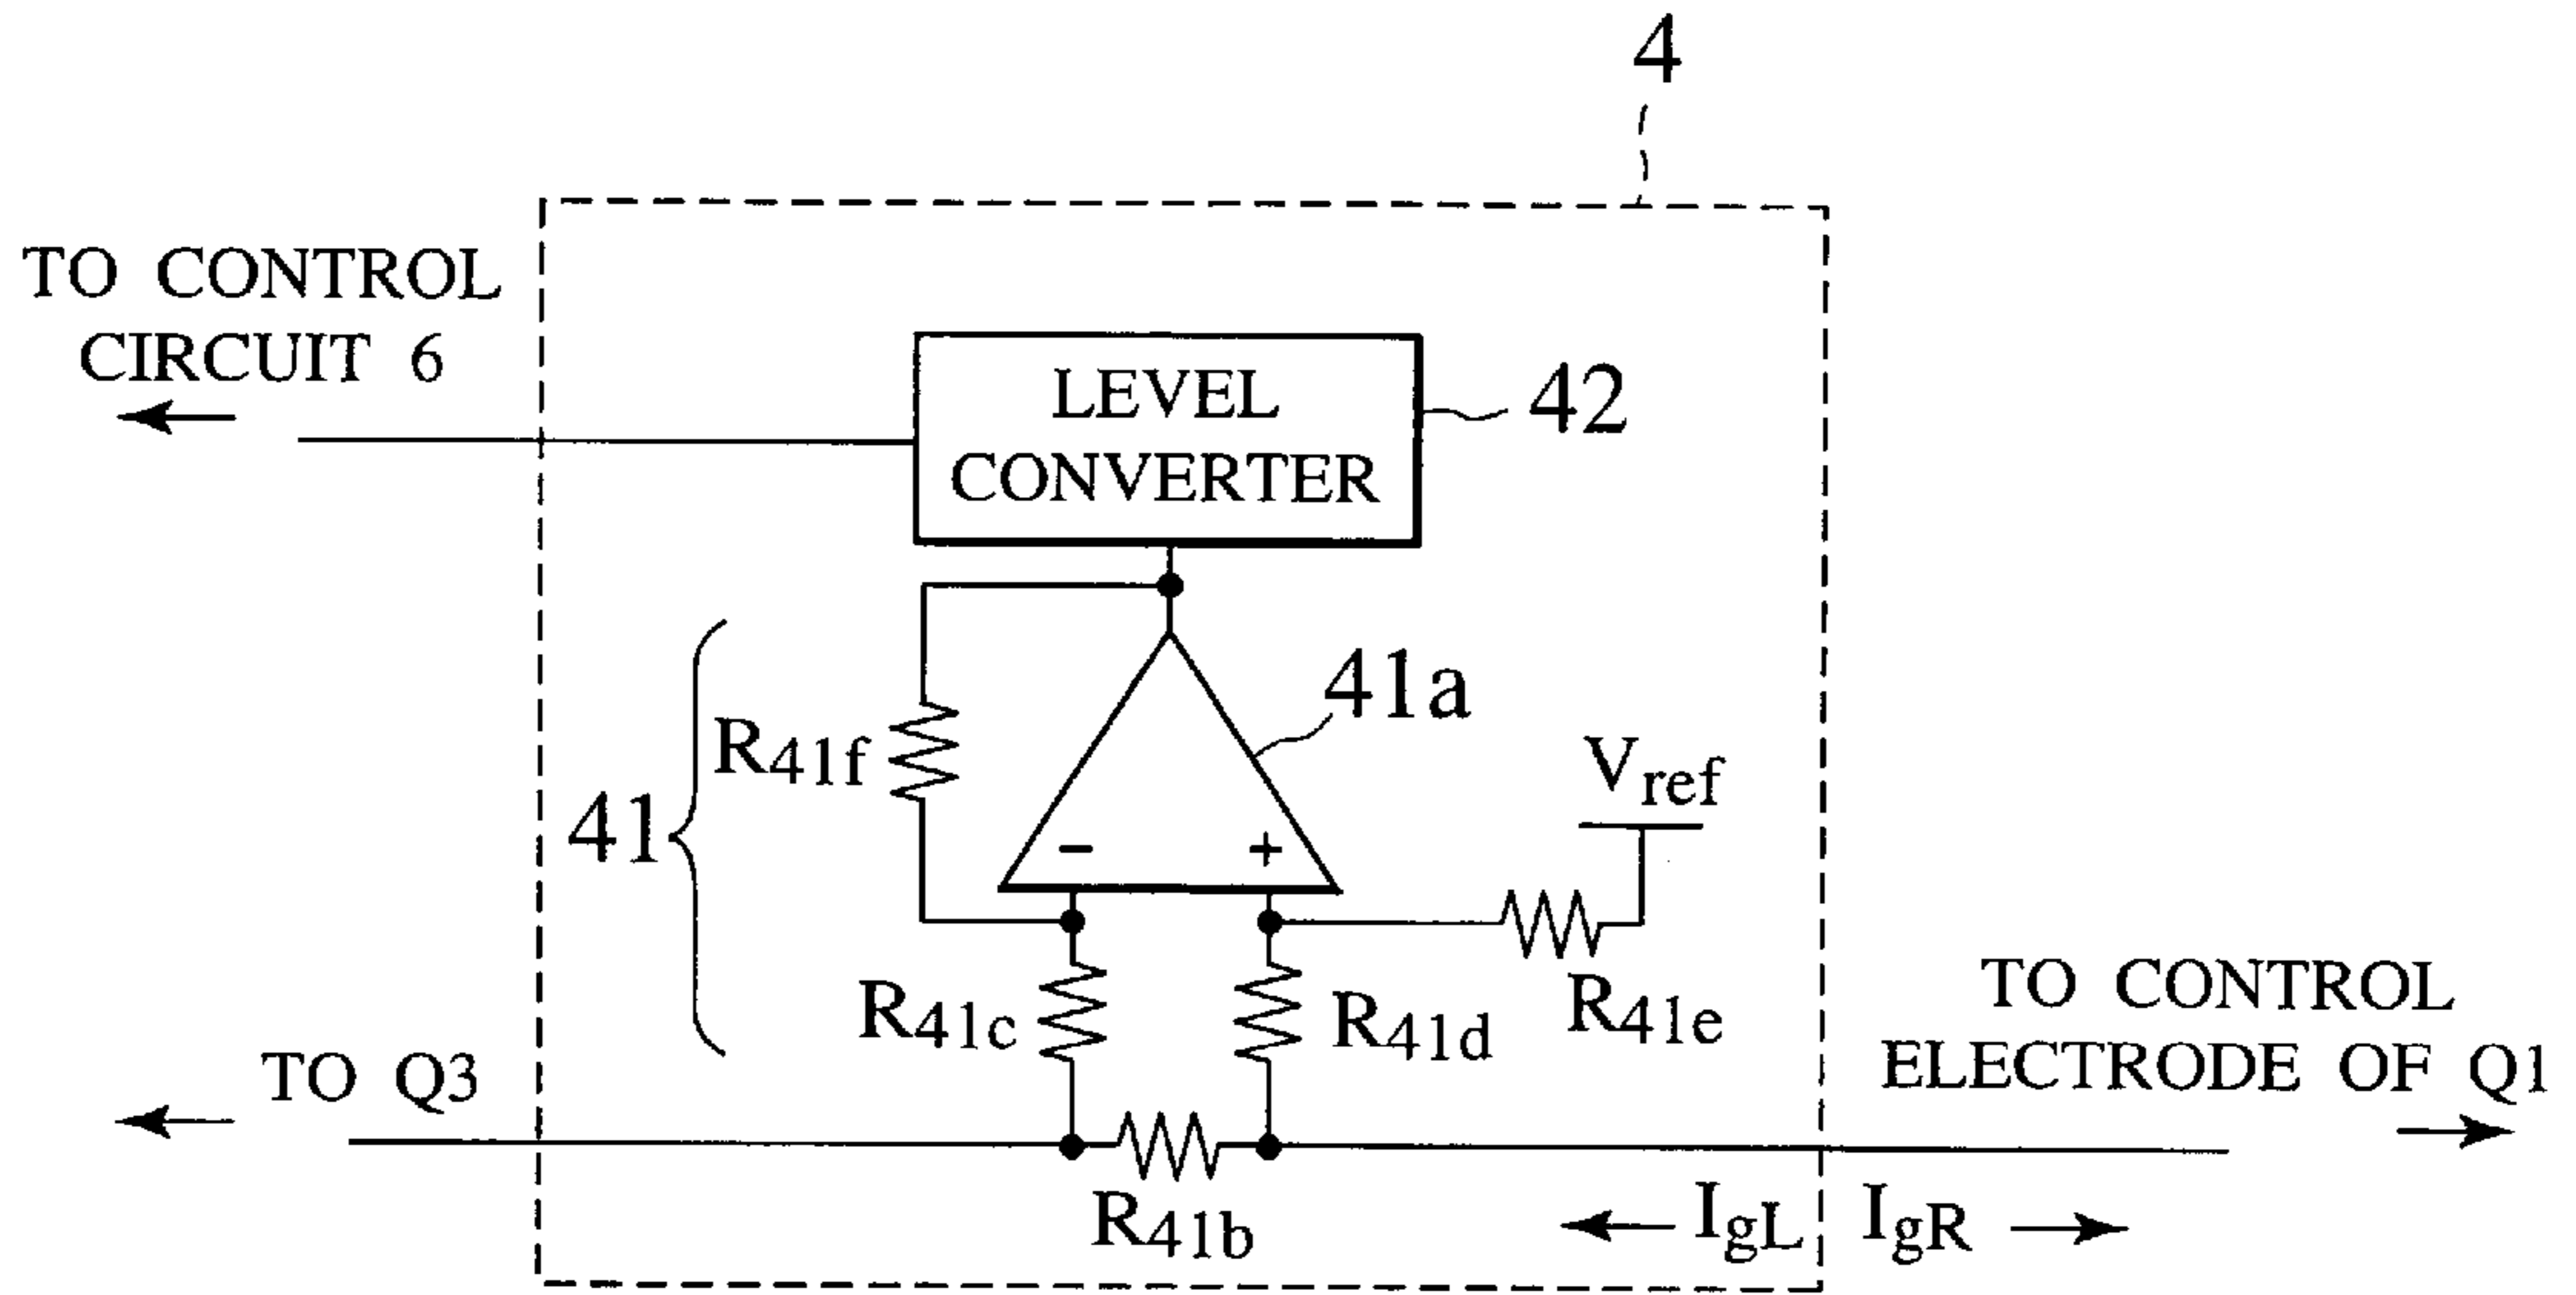 4
TO CONTROL
CIRCUIT 6
LEVEL
CONVERTER
42
41a
R41f
Vref
41
− +
R41c
R41d
R41e
TO CONTROL
ELECTRODE OF Q1
TO Q3
R41b
IgL
IgR